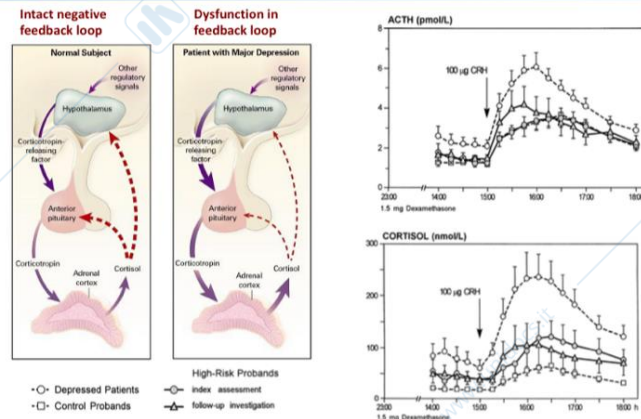 Intact negative
feedback loop
Dysfunction in
feedback loop
Normal Subject
Other
regulatory
signals
Hypothalamus
Corticotropin-
releasing
factor
Anterior
pituitary
Corticotropin
Adrenal
cortex
Cortisol
Patient with Major Depression
Other
regulatory
signals
Hypothalamus
Corticotropin-
releasing
factor
Anterior
pituitary
Corticotropin
Adrenal
cortex
Cortisol
High-Risk Probands
-○- Depressed Patients
index assessment
-□- Control Probands
follow-up investigation
ACTH (pmol/L)
8
6
4
2
0
100 µg CRH
23:00
14:00
15:00
16:00
17:00
18:00
1.5 mg Dexamethasone
CORTISOL (nmol/L)
300
200
100
0
100 µg CRH
23:00
14:00
15:00
16:00
17:00
18:00 h
1.5 mg Dexamethasone